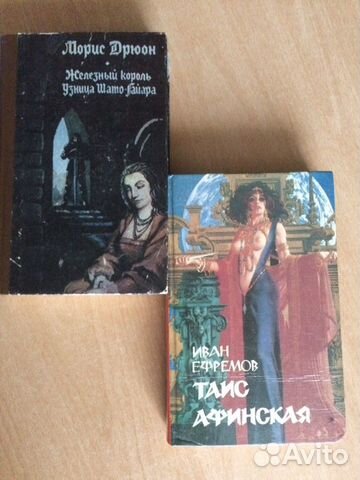 Морис Дрюон
Железный король
Узница Шато-Гайара
ИВАН
ЕФРЕМОВ
ТАИС
АФИНСКАЯ
Avito